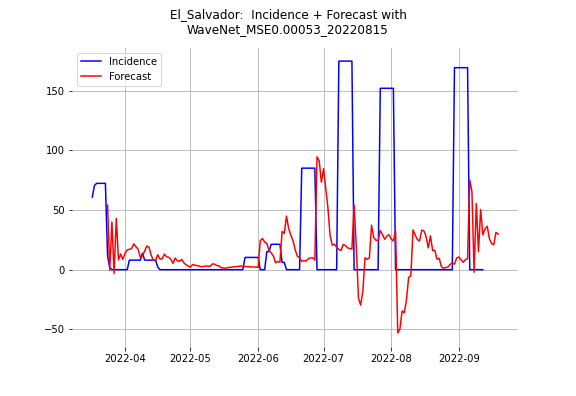 El_Salvador:  Incidence + Forecast with
WaveNet_MSE0.00053_20220815
Incidence
Forecast
150
100
50
0
−50
2022-04 2022-05 2022-06 2022-07 2022-08 2022-09